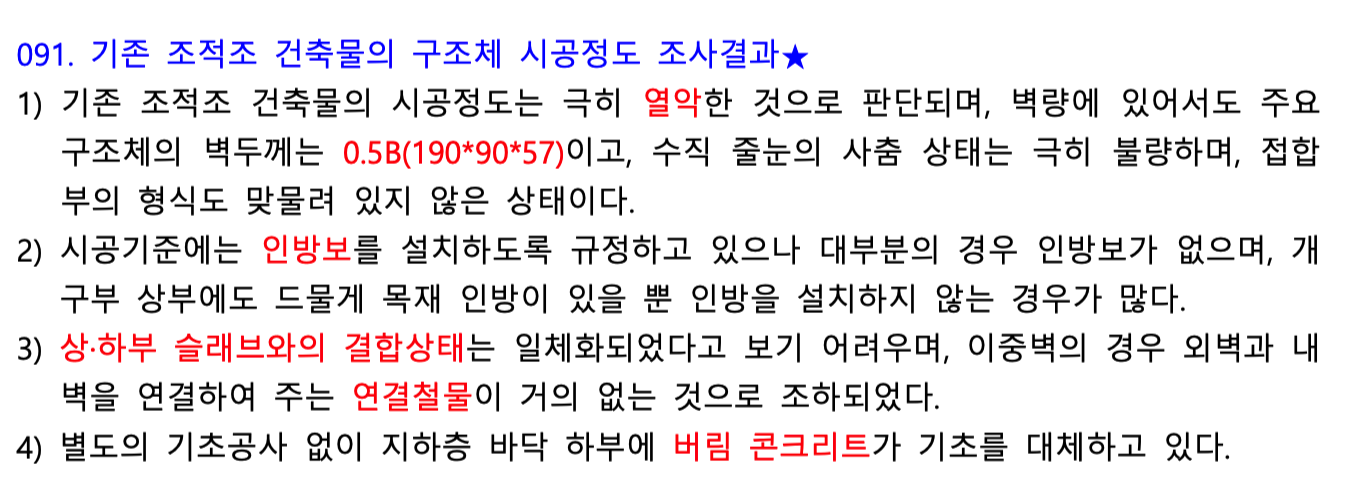 091. 기존 조적조 건축물의 구조체 시공정도 조사결과★
1) 기존 조적조 건축물의 시공정도는 극히 열악한 것으로 판단되며, 벽량에 있어서도 주요
구조체의 벽두께는 0.5B(190*90*57)이고, 수직 줄눈의 사춤 상태는 극히 불량하며, 접합
부의 형식도 맞물려 있지 않은 상태이다.
2) 시공기준에는 인방보를 설치하도록 규정하고 있으나 대부분의 경우 인방보가 없으며, 개
구부 상부에도 드물게 목재 인방이 있을 뿐 인방을 설치하지 않는 경우가 많다.
3) 상·하부 슬래브와의 결합상태는 일체화되었다고 보기 어려우며, 이중벽의 경우 외벽과 내
벽을 연결하여 주는 연결철물이 거의 없는 것으로 조하되었다.
4) 별도의 기초공사 없이 지하층 바닥 하부에 버림 콘크리트가 기초를 대체하고 있다.